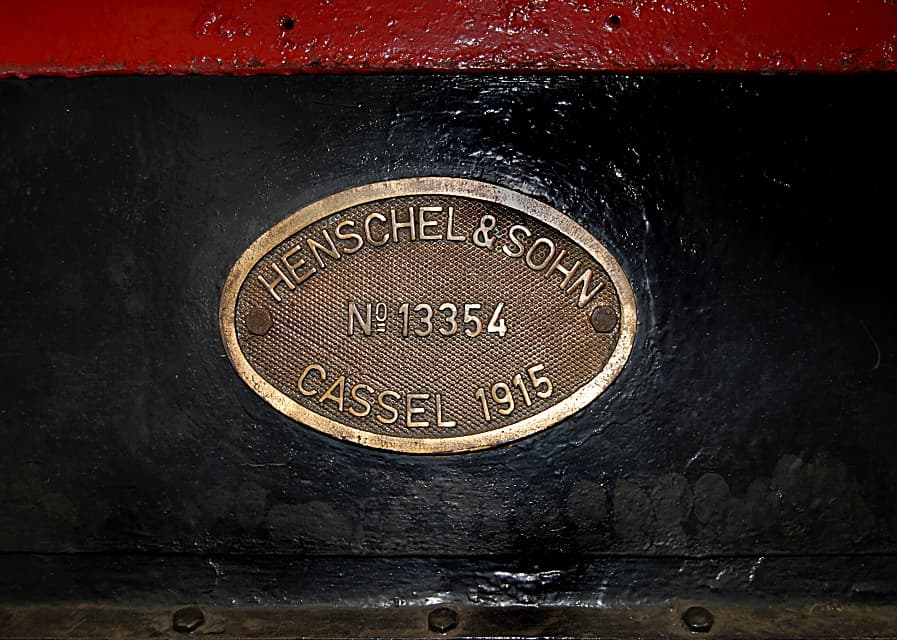 HENSCHEL & SOHN
Nº 13354
CASSEL 1915